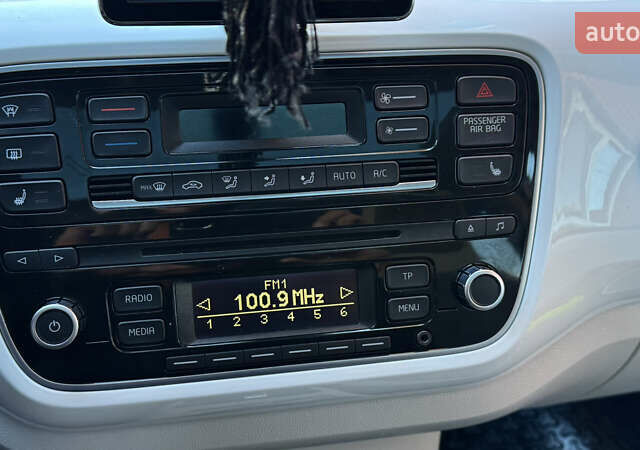 auto
PASSENGER
AIR BAG
MAX
AUTO
A/C
RADIO
MEDIA
FM1
100.9 MHz
1 2 3 4 5 6
TP
MENU